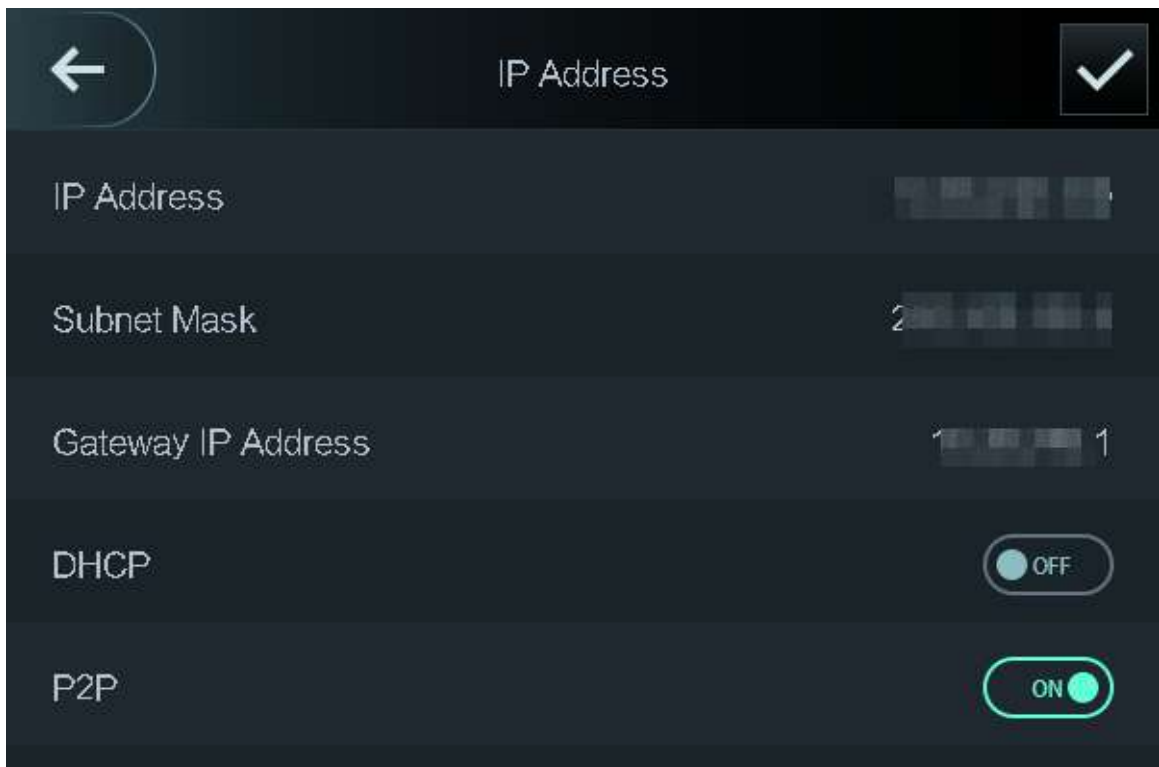 IP Address
IP Address
Subnet Mask
Gateway IP Address
DHCP OFF
P2P ON